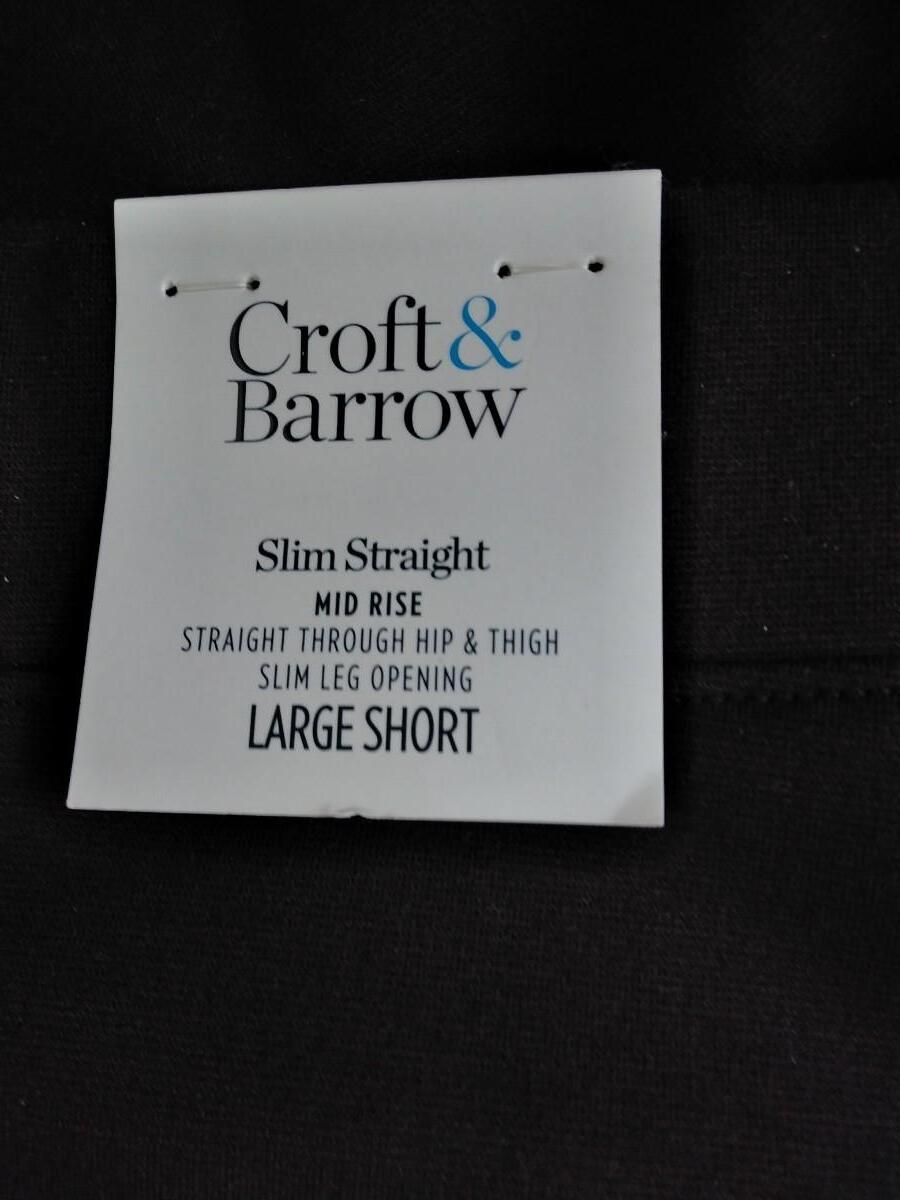 Croft &
Barrow
Slim Straight
MID RISE
STRAIGHT THROUGH HIP & THIGH
SLIM LEG OPENING
LARGE SHORT